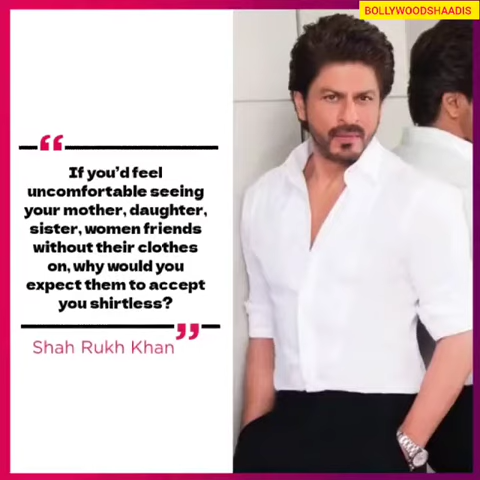 BOLLYWOODSHAADIS
“
If you’d feel
uncomfortable seeing
your mother, daughter,
sister, women friends
without their clothes
on, why would you
expect them to accept
you shirtless?
”
Shah Rukh Khan